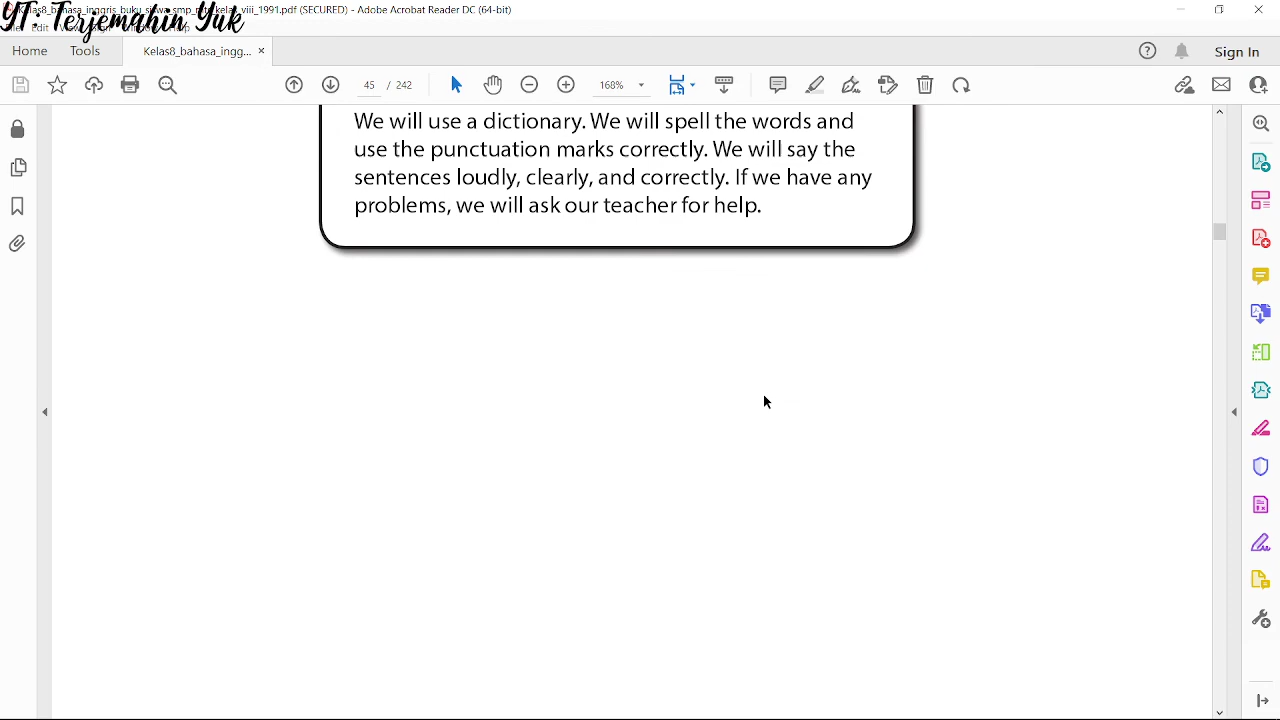 YT: Terjemahin Yuk
.pdf (SECURED) - Adobe Acrobat Reader DC (64-bit)
Home Tools Kelas8_bahasa_ingg... × Sign In
45 / 242 168%
We will use a dictionary. We will spell the words and
use the punctuation marks correctly. We will say the
sentences loudly, clearly, and correctly. If we have any
problems, we will ask our teacher for help.